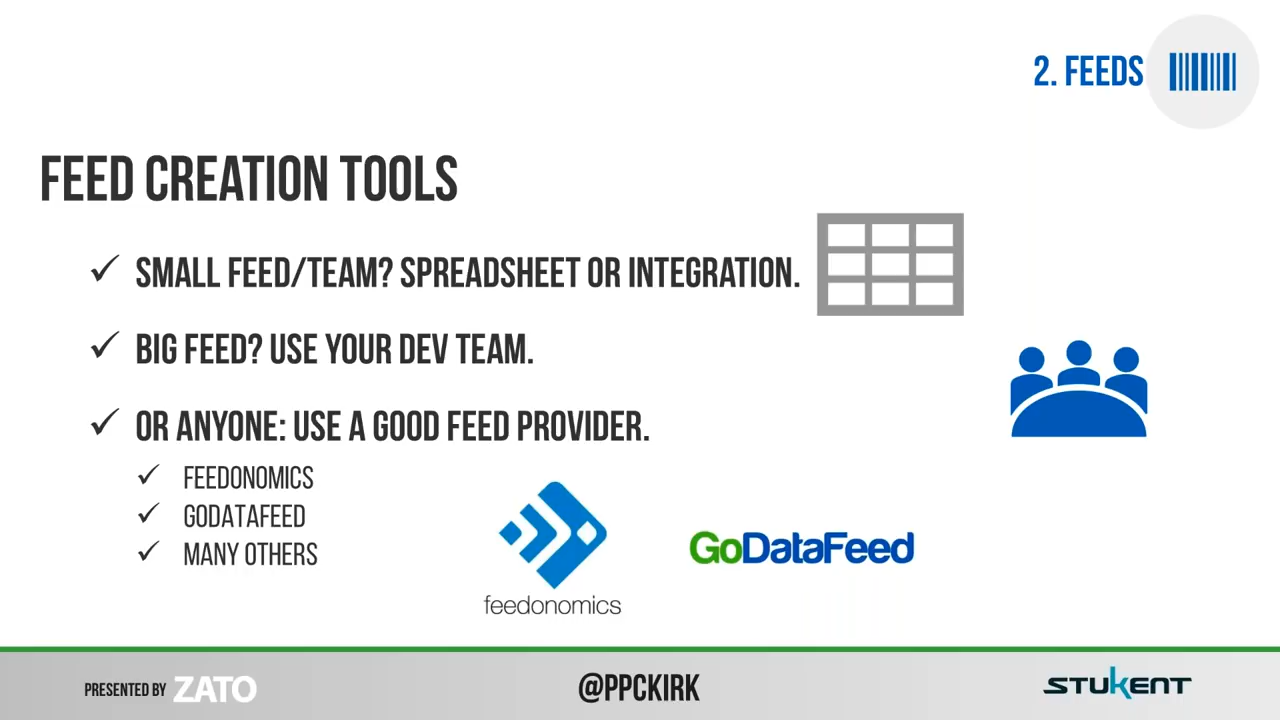 2. FEEDS
FEED CREATION TOOLS
SMALL FEED/TEAM? SPREADSHEET OR INTEGRATION.
BIG FEED? USE YOUR DEV TEAM.
OR ANYONE: USE A GOOD FEED PROVIDER.
FEEDONOMICS
GODATAFEED
MANY OTHERS
feedonomics
GoDataFeed
PRESENTED BY ZATO
@PPCKIRK
STUKENT